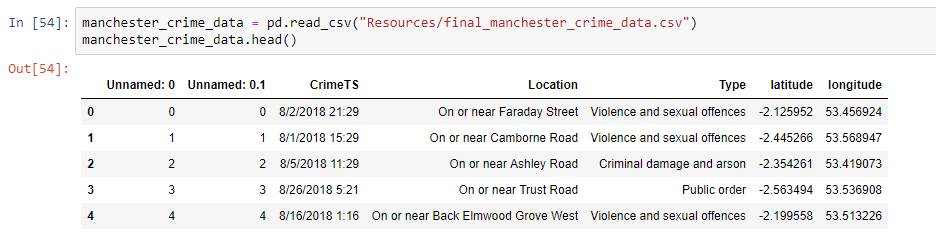 In [54]: manchester_crime_data = pd.read_csv("Resources/final_manchester_crime_data.csv")
manchester_crime_data.head()
Out[54]:
Unnamed: 0 Unnamed: 0.1 CrimeTS Location Type latitude longitude
0 0 0 8/2/2018 21:29 On or near Faraday Street Violence and sexual offences -2.125952 53.456924
1 1 1 8/1/2018 15:29 On or near Camborne Road Violence and sexual offences -2.445266 53.568947
2 2 2 8/5/2018 11:29 On or near Ashley Road Criminal damage and arson -2.354261 53.419073
3 3 3 8/26/2018 5:21 On or near Trust Road Public order -2.563494 53.536908
4 4 4 8/16/2018 1:16 On or near Back Elmwood Grove West Violence and sexual offences -2.199558 53.513226